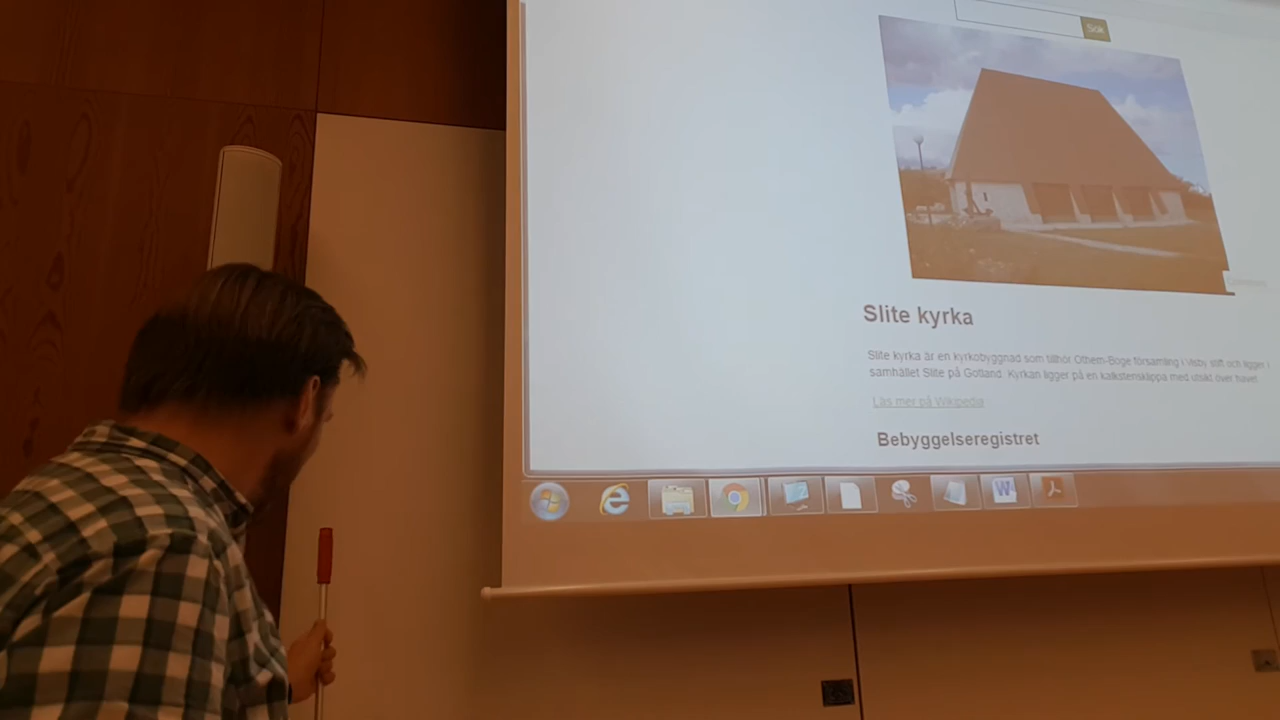 Sök
Slite kyrka
Slite kyrka är en kyrkobyggnad som tillhör Othem-Boge församling i Visby stift och ligger i
samhället Slite på Gotland. Kyrkan ligger på en kalkstensklippa med utsikt över havet.
Läs mer på Wikipedia
Bebyggelseregistret